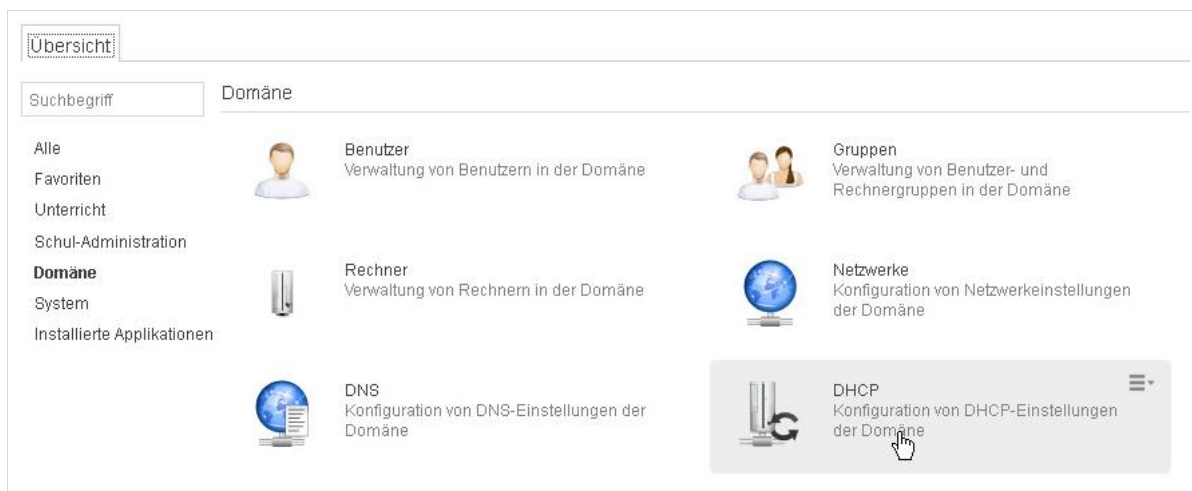 Übersicht
Suchbegriff
Domäne
Alle
Favoriten
Unterricht
Schul-Administration
Domäne
System
Installierte Applikationen
Benutzer
Verwaltung von Benutzern in der Domäne
Gruppen
Verwaltung von Benutzer- und
Rechnergruppen in der Domäne
Rechner
Verwaltung von Rechnern in der Domäne
Netzwerke
Konfiguration von Netzwerkeinstellungen
der Domäne
DNS
Konfiguration von DNS-Einstellungen der
Domäne
DHCP
Konfiguration von DHCP-Einstellungen
der Domäne